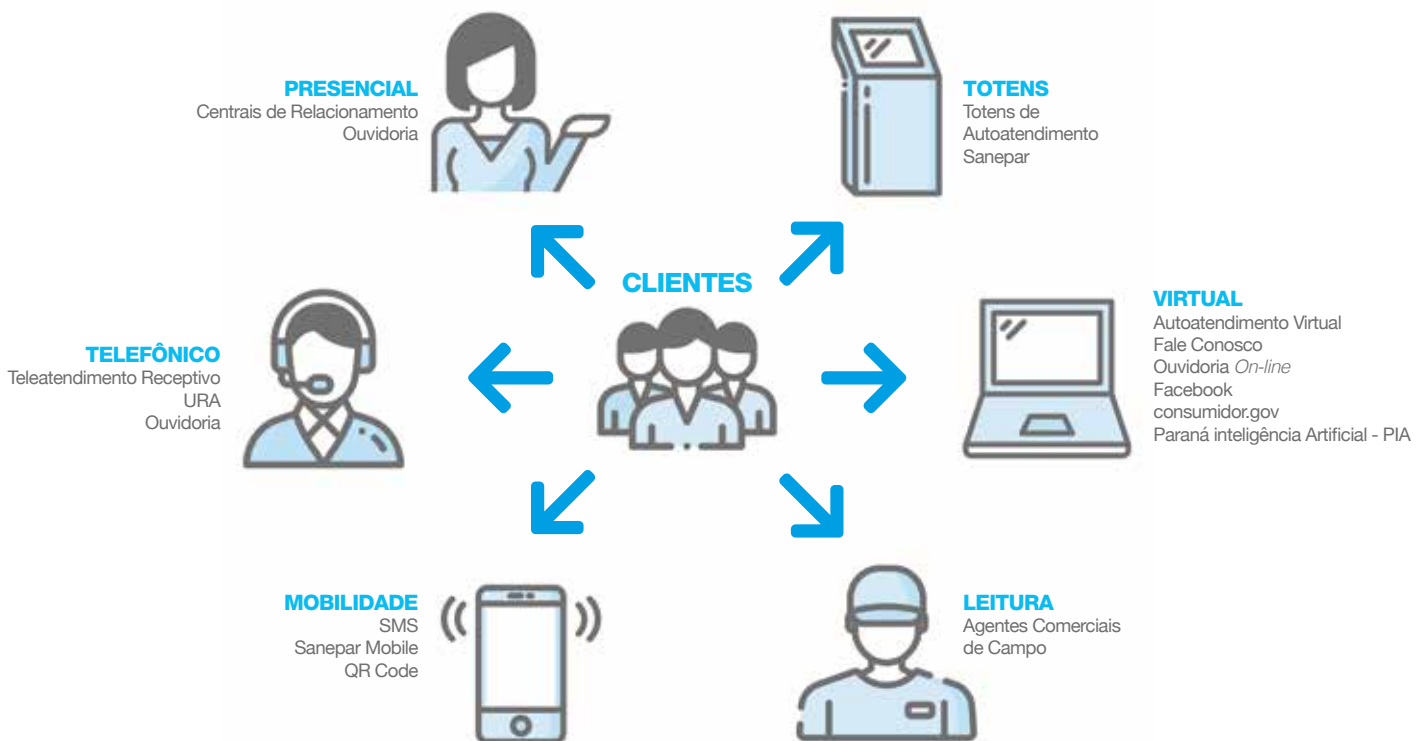 PRESENCIAL
Centrais de Relacionamento
Ouvidoria
TOTENS
Totens de
Autoatendimento
Sanepar
CLIENTES
TELEFÔNICO
Teleatendimento Receptivo
URA
Ouvidoria
VIRTUAL
Autoatendimento Virtual
Fale Conosco
Ouvidoria On-line
Facebook
consumidor.gov
Paraná inteligência Artificial - PIA
MOBILIDADE
SMS
Sanepar Mobile
QR Code
LEITURA
Agentes Comerciais
de Campo